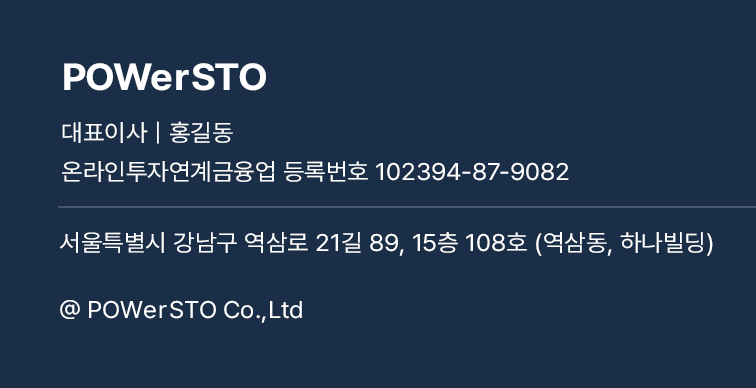 POWerSTO
대표이사 | 홍길동
온라인투자연계금융업 등록번호 102394-87-9082
서울특별시 강남구 역삼로 21길 89, 15층 108호 (역삼동, 하나빌딩)
@ POWerSTO Co.,Ltd